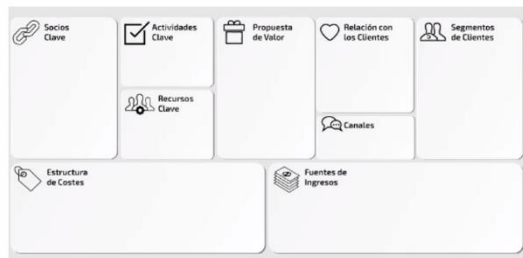 Socios
Clave
Actividades
Clave
Propuesta
de Valor
Relación con
los Clientes
Segmentos
de Clientes
Recursos
Clave
Canales
Estructura
de Costes
Fuentes de
Ingresos